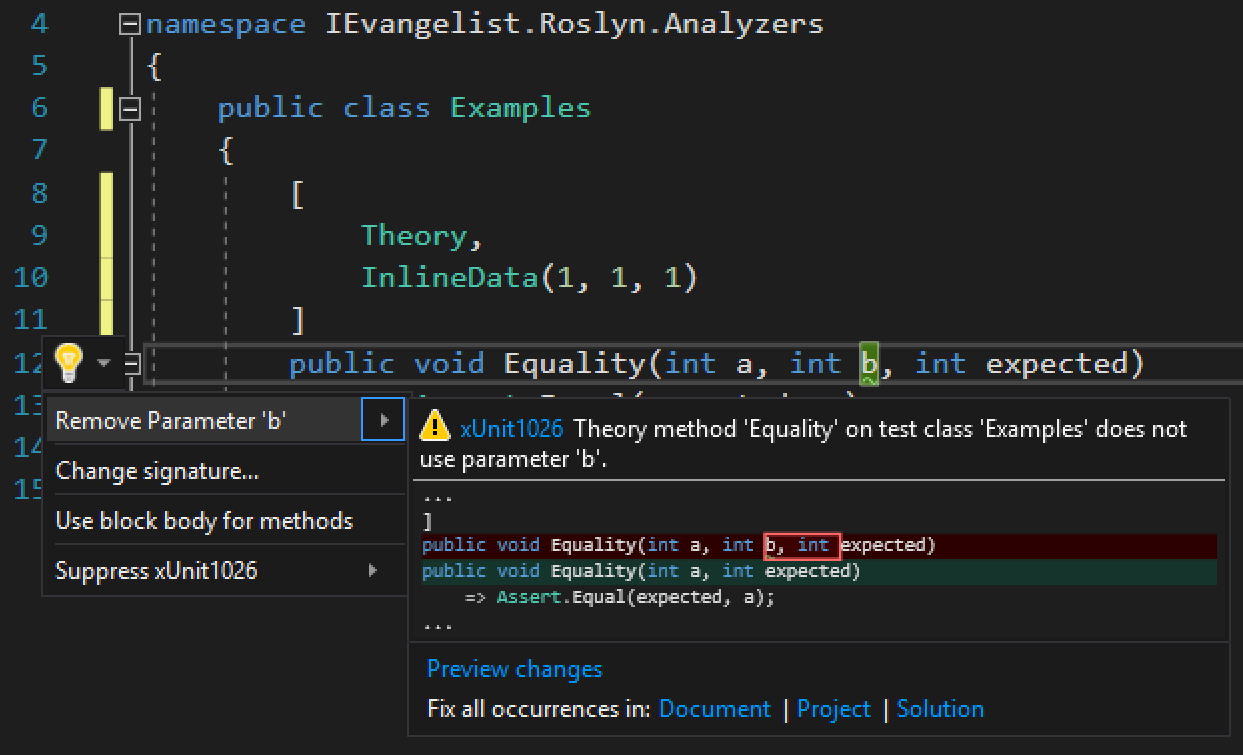 4 namespace IEvangelist.Roslyn.Analyzers
5 {
6 public class Examples
7 {
8 [
9 Theory,
10 InlineData(1, 1, 1)
11 ]
12 public void Equality(int a, int b, int expected)
13
Remove Parameter 'b'
14
Change signature...
15
Use block body for methods
Suppress xUnit1026
xUnit1026 Theory method 'Equality' on test class 'Examples' does not
use parameter 'b'.
...
]
public void Equality(int a, int b, int expected)
public void Equality(int a, int expected)
=> Assert.Equal(expected, a);
...
Preview changes
Fix all occurrences in: Document | Project | Solution